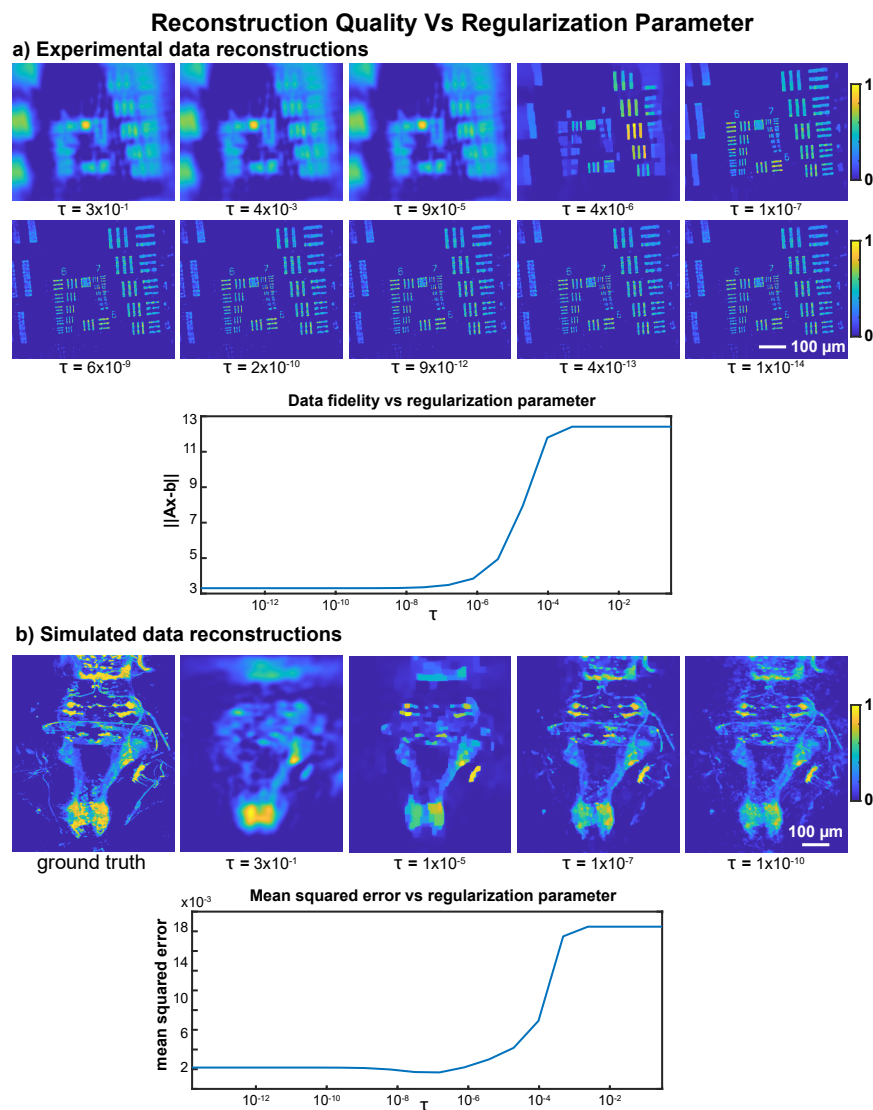 Reconstruction Quality Vs Regularization Parameter
a) Experimental data reconstructions
1
0
τ = 3x10⁻¹ τ = 4x10⁻³ τ = 9x10⁻⁵ τ = 4x10⁻⁶ τ = 1x10⁻⁷
1
0
100 µm
τ = 6x10⁻⁹ τ = 2x10⁻¹⁰ τ = 9x10⁻¹² τ = 4x10⁻¹³ τ = 1x10⁻¹⁴
Data fidelity vs regularization parameter
13
11
9
7
5
3
||Ax-b||
10⁻¹² 10⁻¹⁰ 10⁻⁸ 10⁻⁶ 10⁻⁴ 10⁻²
τ
b) Simulated data reconstructions
1
0
100 µm
ground truth τ = 3x10⁻¹ τ = 1x10⁻⁵ τ = 1x10⁻⁷ τ = 1x10⁻¹⁰
Mean squared error vs regularization parameter
x10⁻³
18
14
10
6
2
mean squared error
10⁻¹² 10⁻¹⁰ 10⁻⁸ 10⁻⁶ 10⁻⁴ 10⁻²
τ